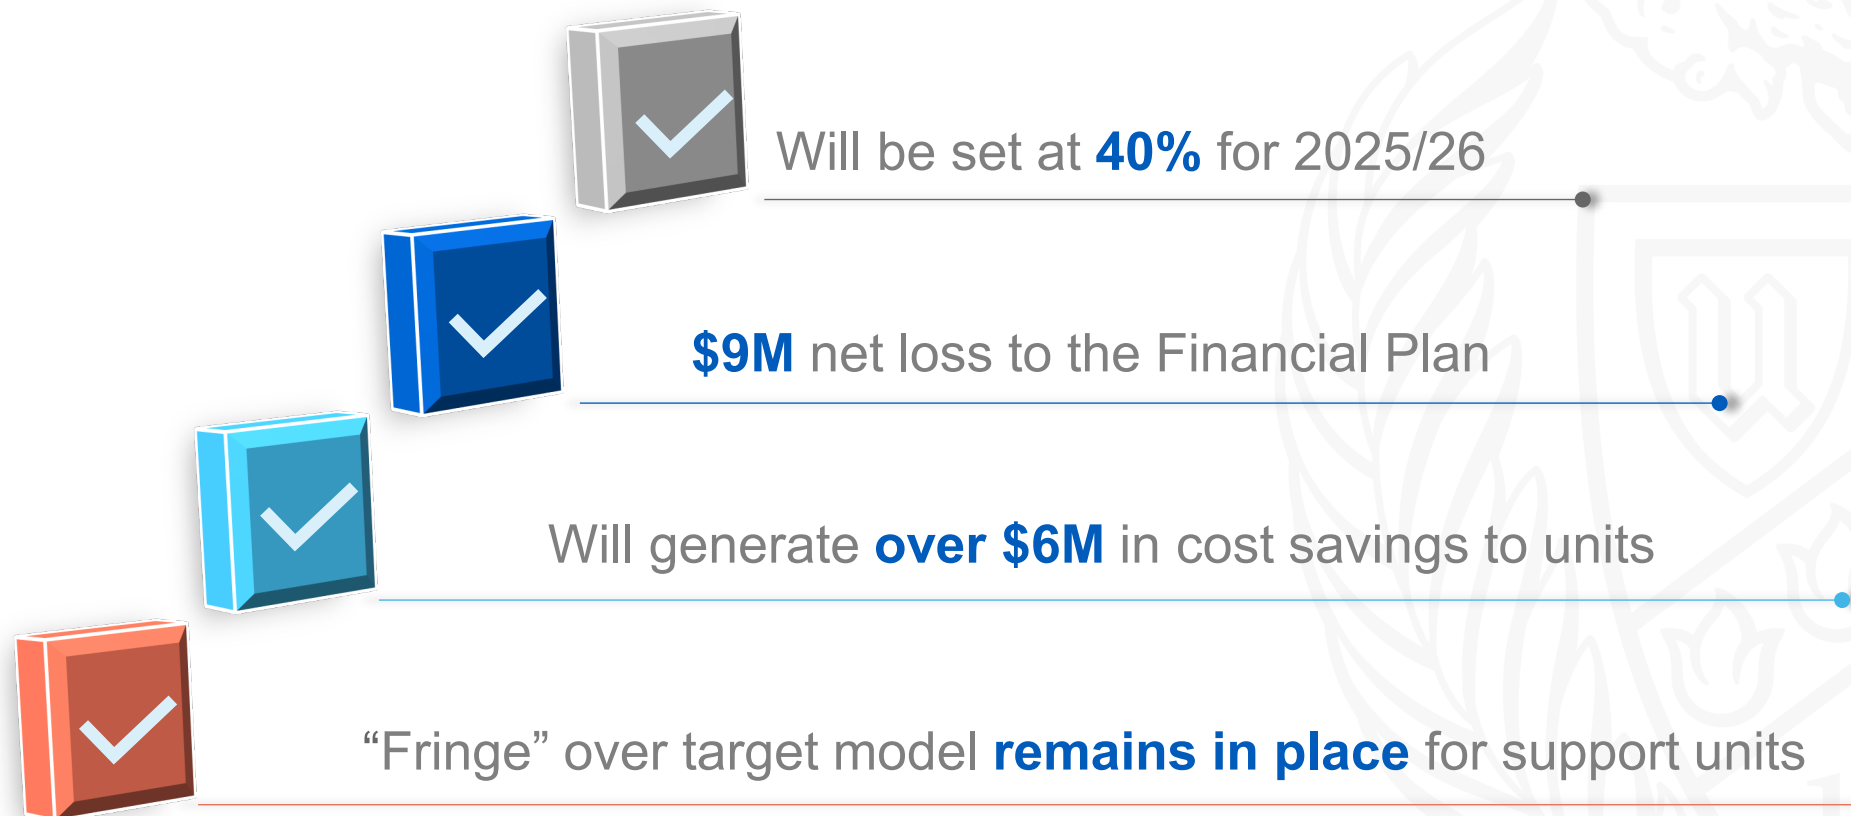 Will be set at 40% for 2025/26
$9M net loss to the Financial Plan
Will generate over $6M in cost savings to units
“Fringe” over target model remains in place for support units